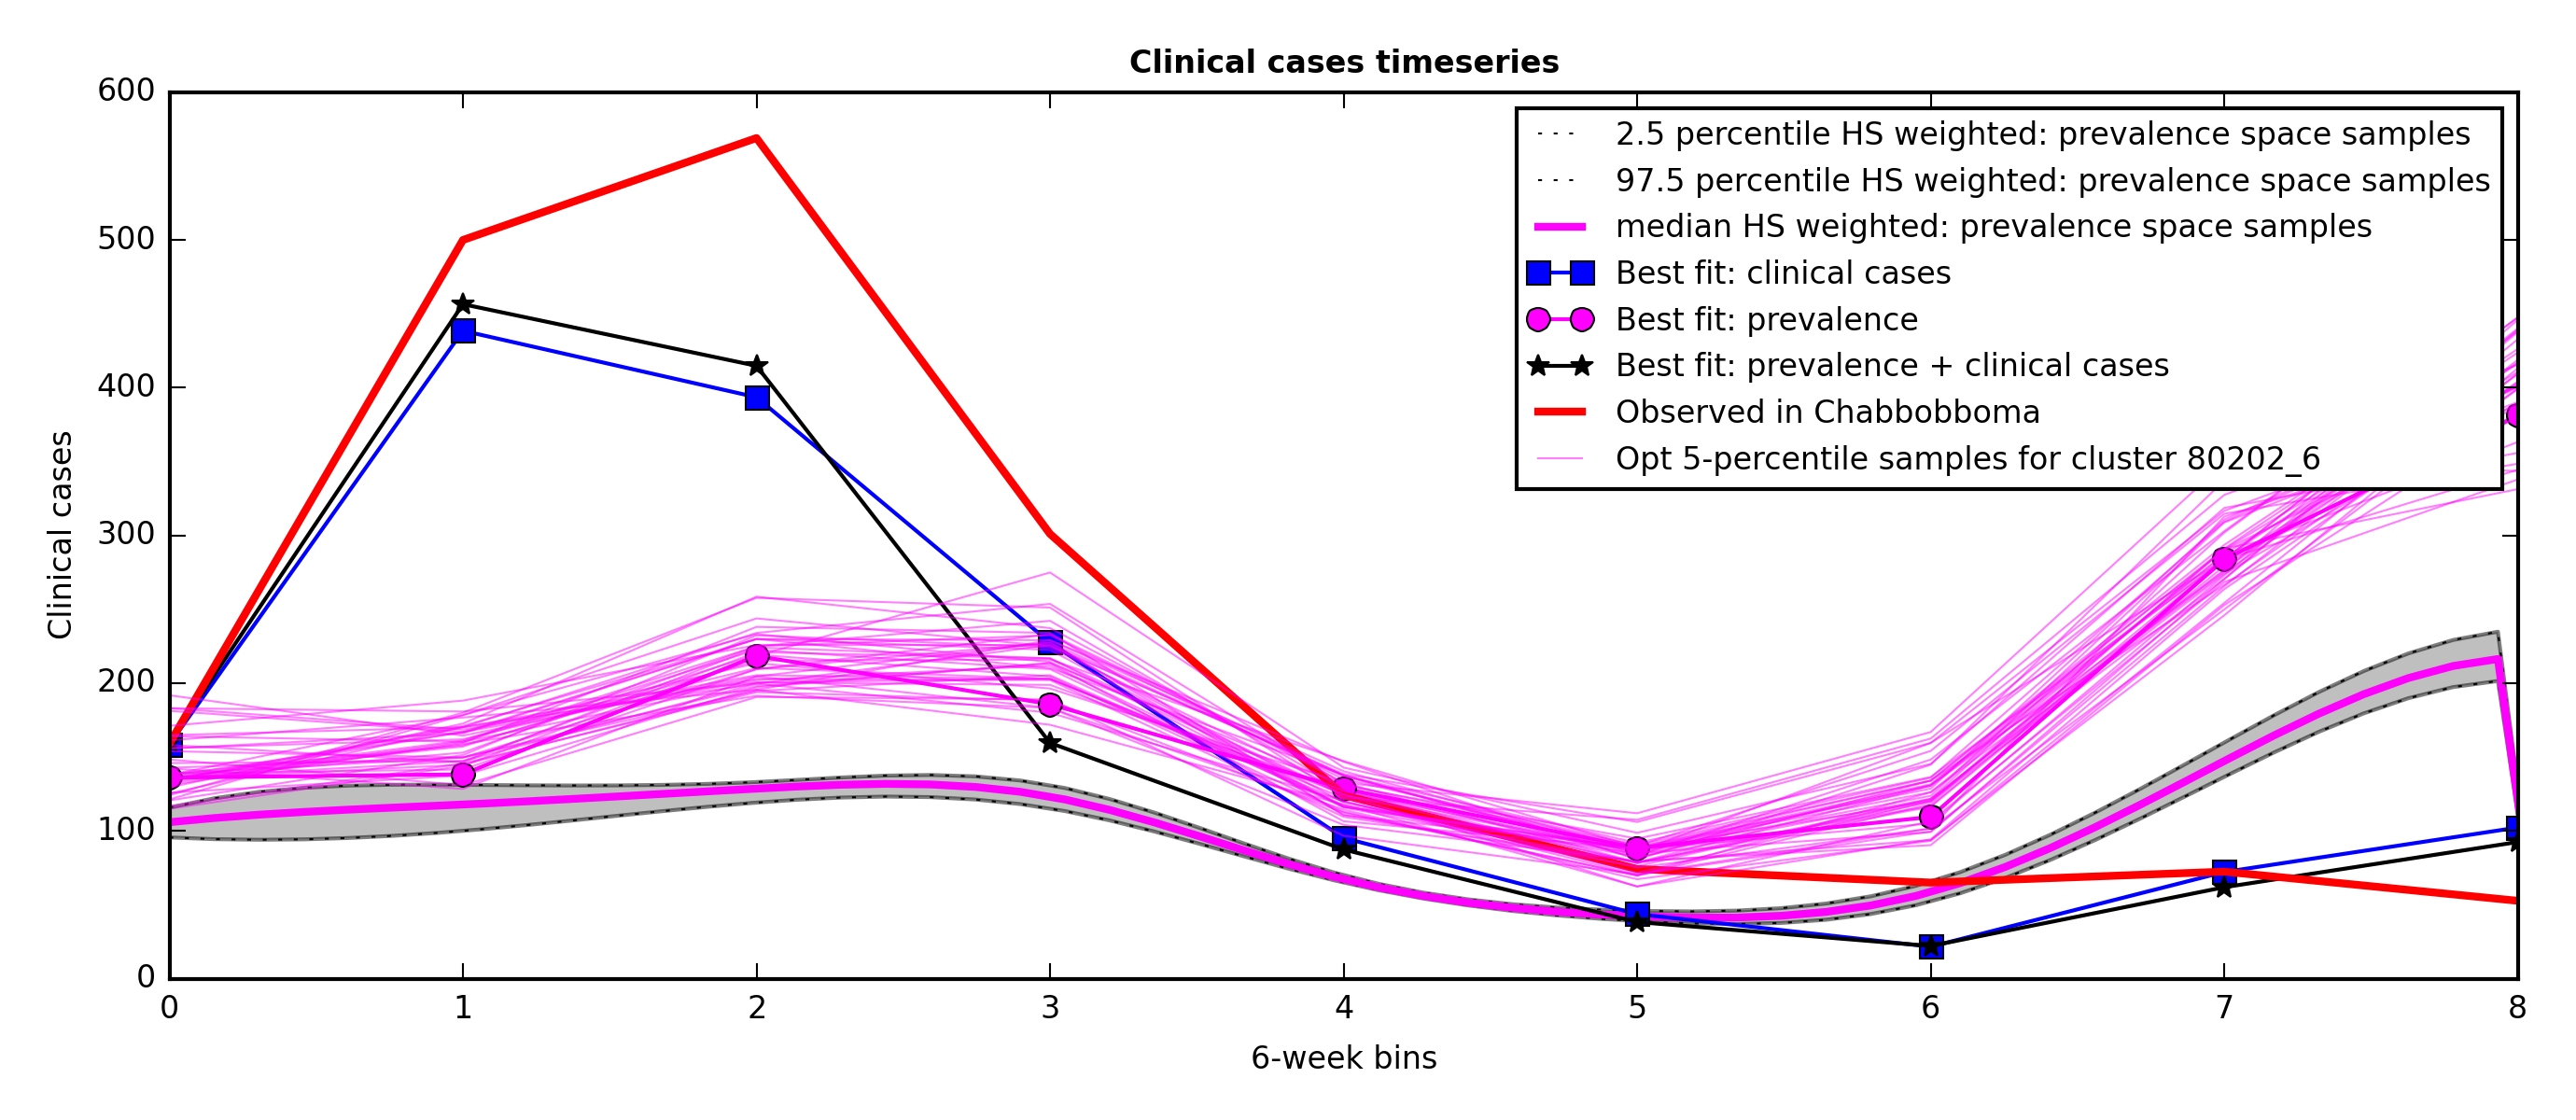 Clinical cases timeseries
600
500
400
300
200
100
0
Clinical cases
2.5 percentile HS weighted: prevalence space samples
97.5 percentile HS weighted: prevalence space samples
median HS weighted: prevalence space samples
Best fit: clinical cases
Best fit: prevalence
Best fit: prevalence + clinical cases
Observed in Chabbobboma
Opt 5-percentile samples for cluster 80202_6
0 1 2 3 4 5 6 7 8
6-week bins